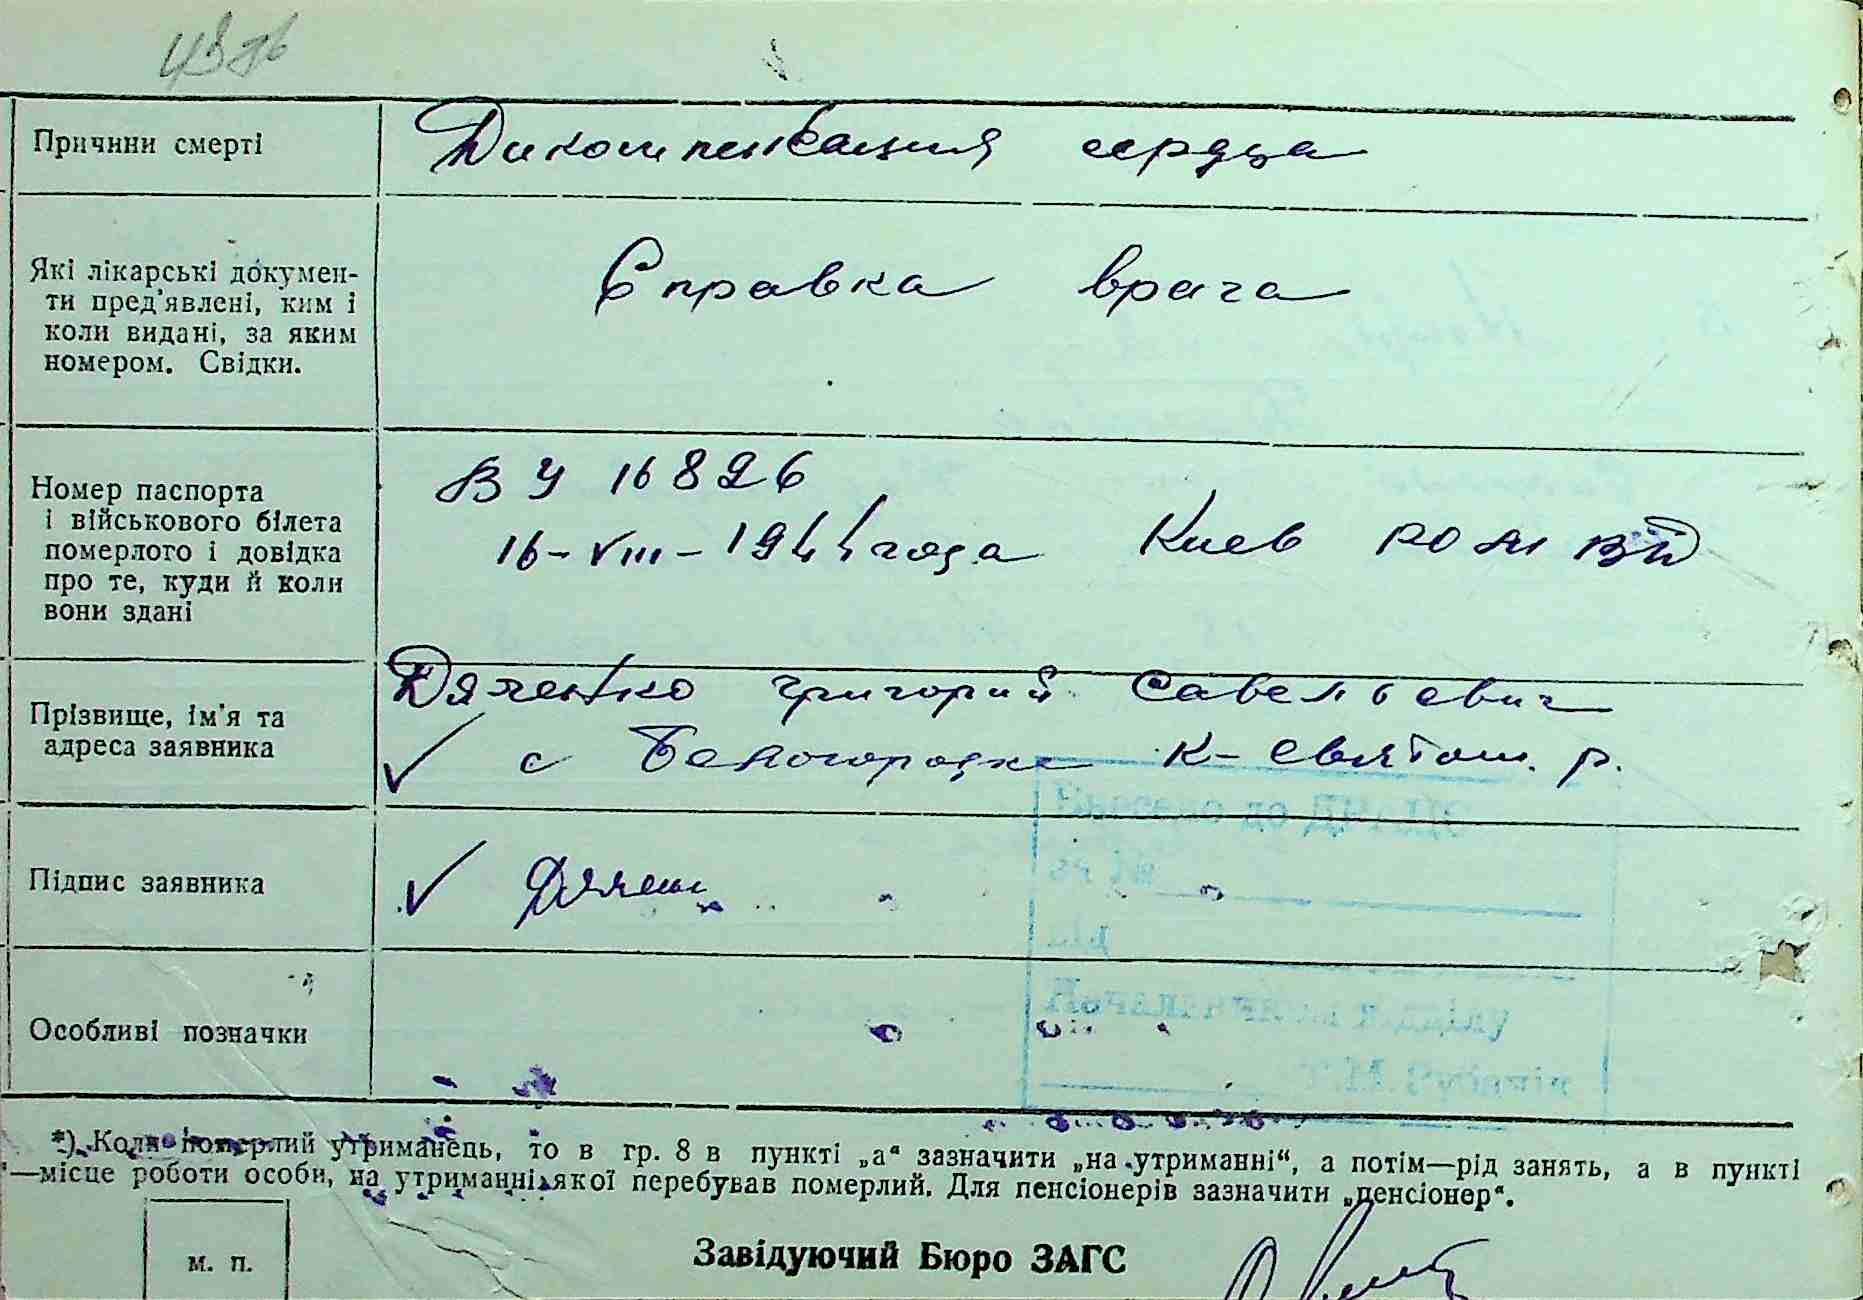 Причини смерті
Дикомпенсация сердца
Які лікарські докумен-
ти пред'явлені, ким і
коли видані, за яким
номером. Свідки.
Справка врача
Номер паспорта
і військового білета
померлого і довідка
про те, куди й коли
вони здані
ВУ 16826
16-VIII-1944 года Киев РОМ
Прізвище, ім'я та
адреса заявника
Дяченко Григорий Савельевич
✓ с Белогородке К-Святош. р.
Підпис заявника
✓ Дячен
Особливі позначки
*) Коли померлий утриманець, то в гр. 8 в пункті „а“ зазначити „на утриманні“, а потім—рід занять, а в пункті
—місце роботи особи, на утриманні якої перебував померлий. Для пенсіонерів зазначити „пенсіонер“.
м. п.
Завідуючий Бюро ЗАГС